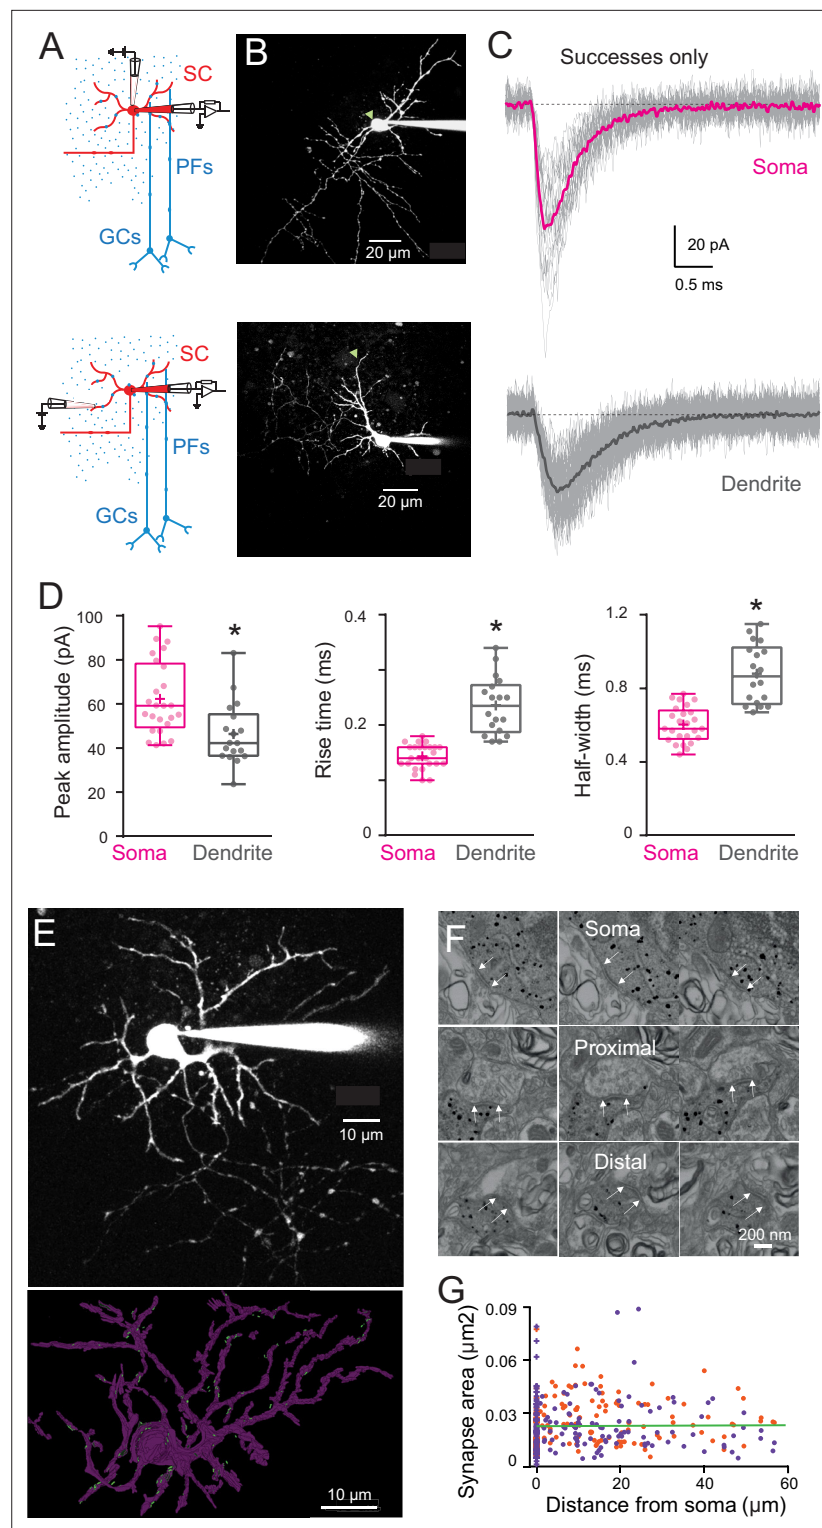 A
SC
PFs
GCs
B
20 µm
C
Successes only
Soma
20 pA
0.5 ms
SC
PFs
GCs
20 µm
Dendrite
D
Peak amplitude (pA)
100
80
60
40
20
0
Soma
Dendrite
*
Rise time (ms)
0.4
0.2
0
Soma
Dendrite
*
Half-width (ms)
1.2
0.8
0.4
0
Soma
Dendrite
*
E
10 µm
10 µm
F
Soma
Proximal
Distal
200 nm
G
Synapse area (µm2)
0.09
0.06
0.03
0
0
20
40
60
Distance from soma (µm)